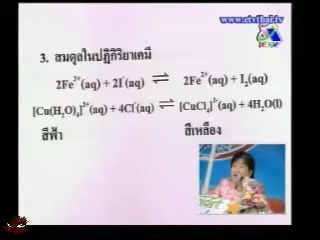 www.etvthai.tv
ETV
3. สมดุลในปฏิกิริยาเคมี
2Fe³⁺(aq) + 2I⁻(aq) ⇌ 2Fe²⁺(aq) + I₂(aq)
[Cu(H₂O)₄]²⁺(aq) + 4Cl⁻(aq) ⇌ [CuCl₄]²⁻(aq) + 4H₂O(l)
สีฟ้า สีเหลือง